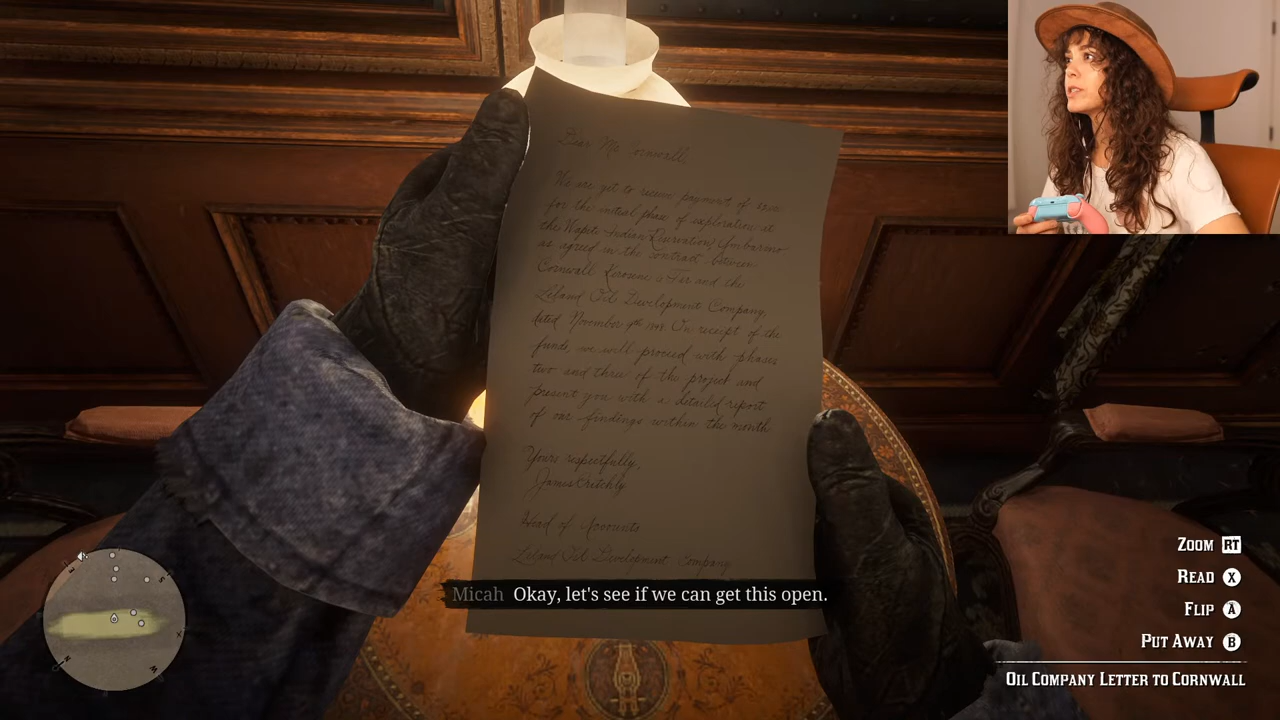 Dear Mr. Cornwall,
We are yet to receive payment of
for the initial phase of exploration at
the Wapiti Indian Reservation, Ambarino
as agreed in the contract between
Cornwall Kerosene & Tar and the
Leland Oil Development Company,
dated November 9th. On receipt of the
funds, we will proceed with phases
two and three of the project and
present you with a detailed report
of our findings within the month.
Yours respectfully,
James Critchly
Head of Accounts
Leland Oil Development Company
Micah Okay, let's see if we can get this open.
ZOOM RT
READ X
FLIP A
PUT AWAY B
OIL COMPANY LETTER TO CORNWALL